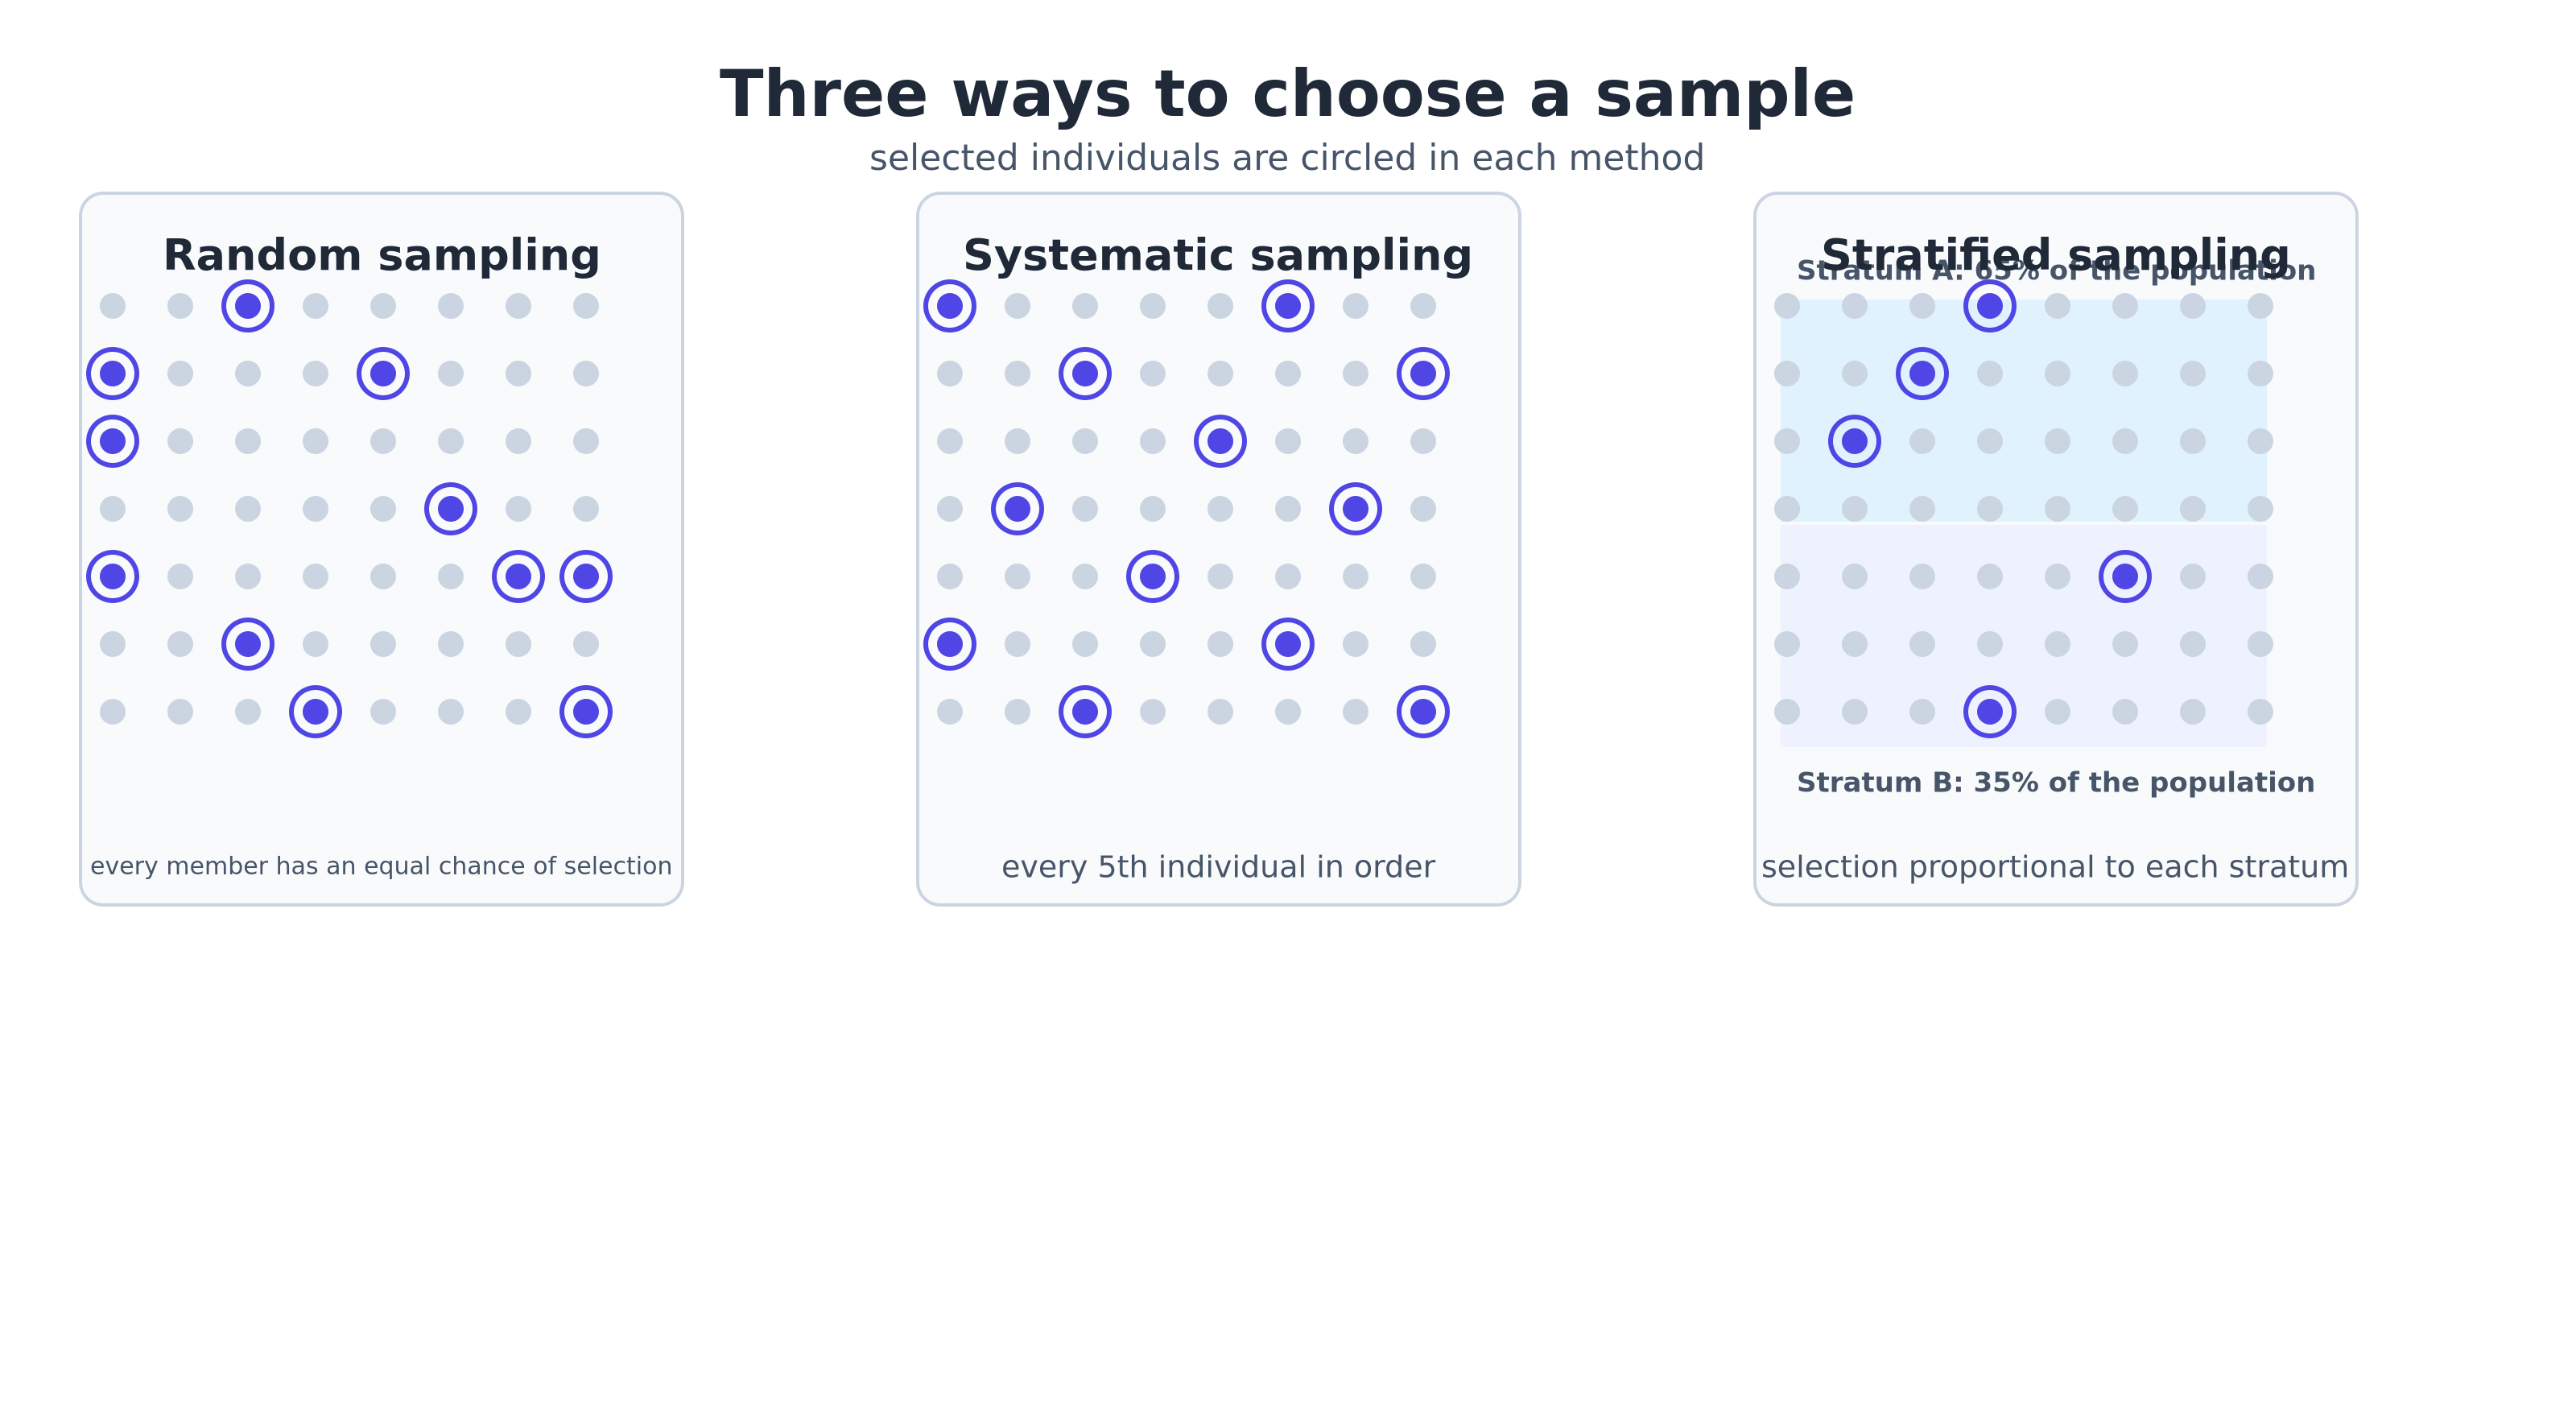 Three ways to choose a sample
selected individuals are circled in each method
Random sampling
every member has an equal chance of selection
Systematic sampling
every 5th individual in order
Stratified sampling
Stratum A: 65% of the population
Stratum B: 35% of the population
selection proportional to each stratum